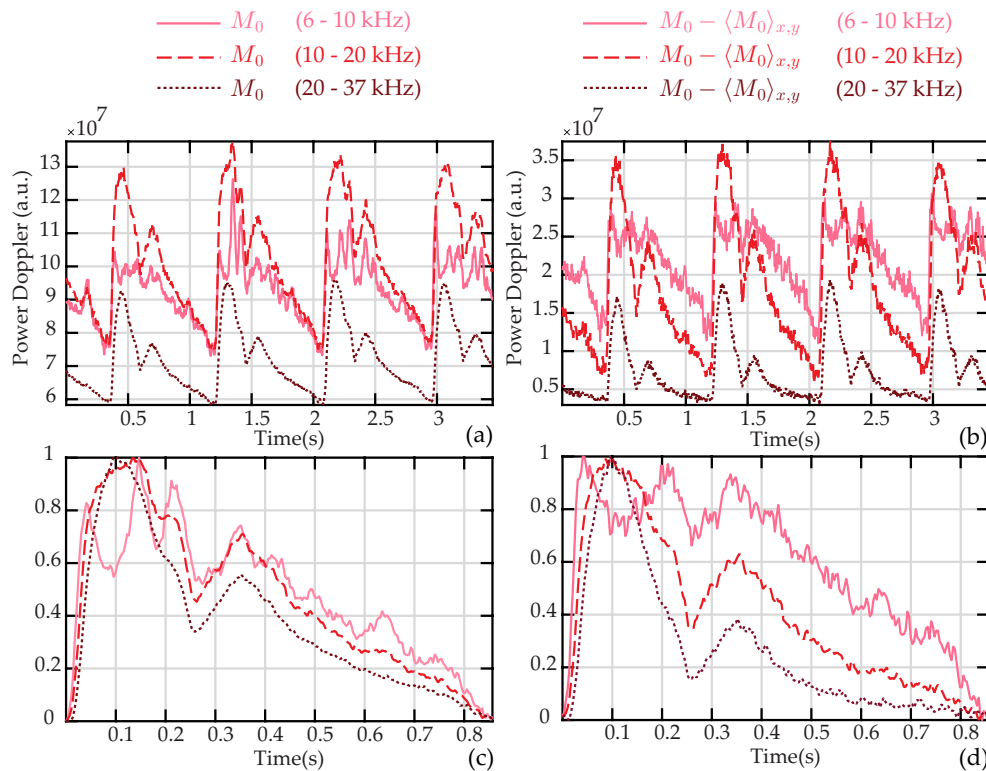 M₀ (6 - 10 kHz)
M₀ (10 - 20 kHz)
M₀ (20 - 37 kHz)
M₀ − ⟨M₀⟩x,y (6 - 10 kHz)
M₀ − ⟨M₀⟩x,y (10 - 20 kHz)
M₀ − ⟨M₀⟩x,y (20 - 37 kHz)
×10⁷
Power Doppler (a.u.)
13
12
11
10
9
8
7
6
0.5 1 1.5 2 2.5 3
Time(s)
(a)
×10⁷
Power Doppler (a.u.)
3.5
3
2.5
2
1.5
1
0.5
0.5 1 1.5 2 2.5 3
Time(s)
(b)
1
0.8
0.6
0.4
0.2
0
0.1 0.2 0.3 0.4 0.5 0.6 0.7 0.8
Time(s)
(c)
1
0.8
0.6
0.4
0.2
0
0.1 0.2 0.3 0.4 0.5 0.6 0.7 0.8
Time(s)
(d)